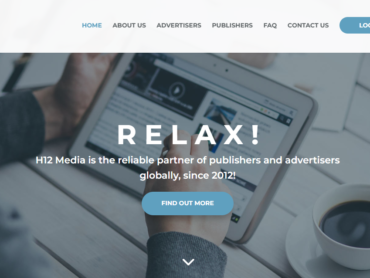 HOME ABOUT US ADVERTISERS PUBLISHERS FAQ CONTACT US LO
RELAX!
H12 Media is the reliable partner of publishers and advertisers
globally, since 2012!
FIND OUT MORE